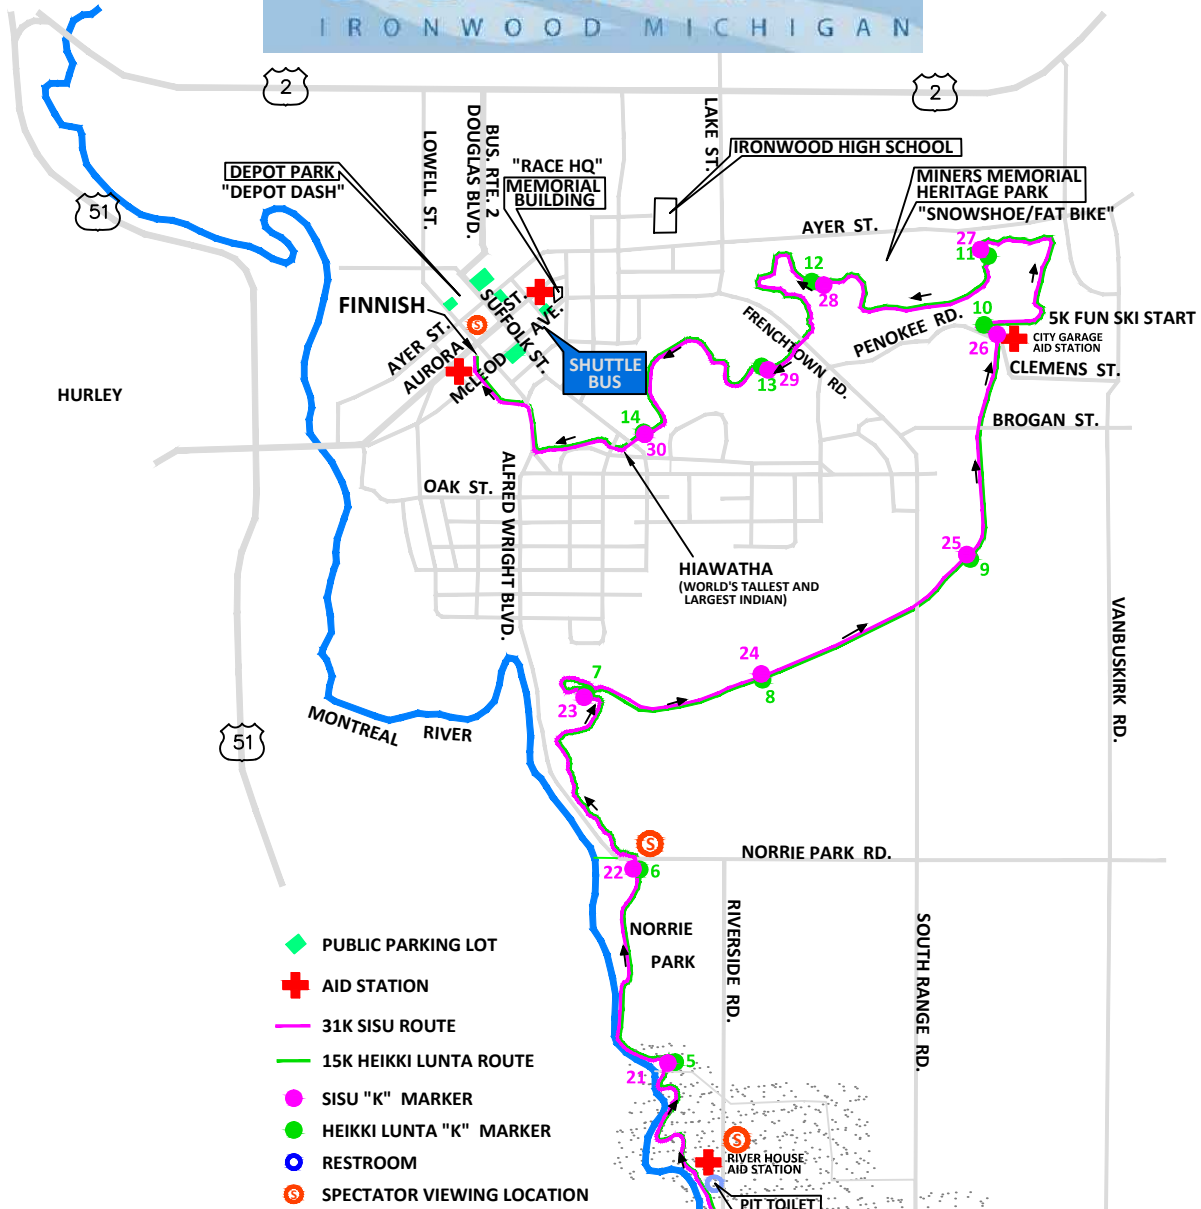 IRONWOOD MICHIGAN
2
2
51
51
LOWELL ST.
DOUGLAS BLVD.
BUS. RTE. 2
LAKE ST.
IRONWOOD HIGH SCHOOL
DEPOT PARK
"DEPOT DASH"
"RACE HQ"
MEMORIAL
BUILDING
MINERS MEMORIAL
HERITAGE PARK
"SNOWSHOE/FAT BIKE"
AYER ST.
27
11
12
28
10
26
5K FUN SKI START
CITY GARAGE
AID STATION
CLEMENS ST.
PENOKEE RD.
FRENCHTOWN RD.
BROGAN ST.
FINNISH
S
AYER ST.
AURORA ST.
McLEOD AVE.
SUFFOLK ST.
SHUTTLE
BUS
HURLEY
13
29
14
30
OAK ST.
ALFRED WRIGHT BLVD.
HIAWATHA
(WORLD'S TALLEST AND
LARGEST INDIAN)
25
9
VANBUSKIRK RD.
24
8
7
23
MONTREAL RIVER
S
NORRIE PARK RD.
22
6
NORRIE
PARK
RIVERSIDE RD.
SOUTH RANGE RD.
21
5
S
RIVER HOUSE
AID STATION
PIT TOILET
PUBLIC PARKING LOT
AID STATION
31K SISU ROUTE
15K HEIKKI LUNTA ROUTE
SISU "K" MARKER
HEIKKI LUNTA "K" MARKER
RESTROOM
S SPECTATOR VIEWING LOCATION